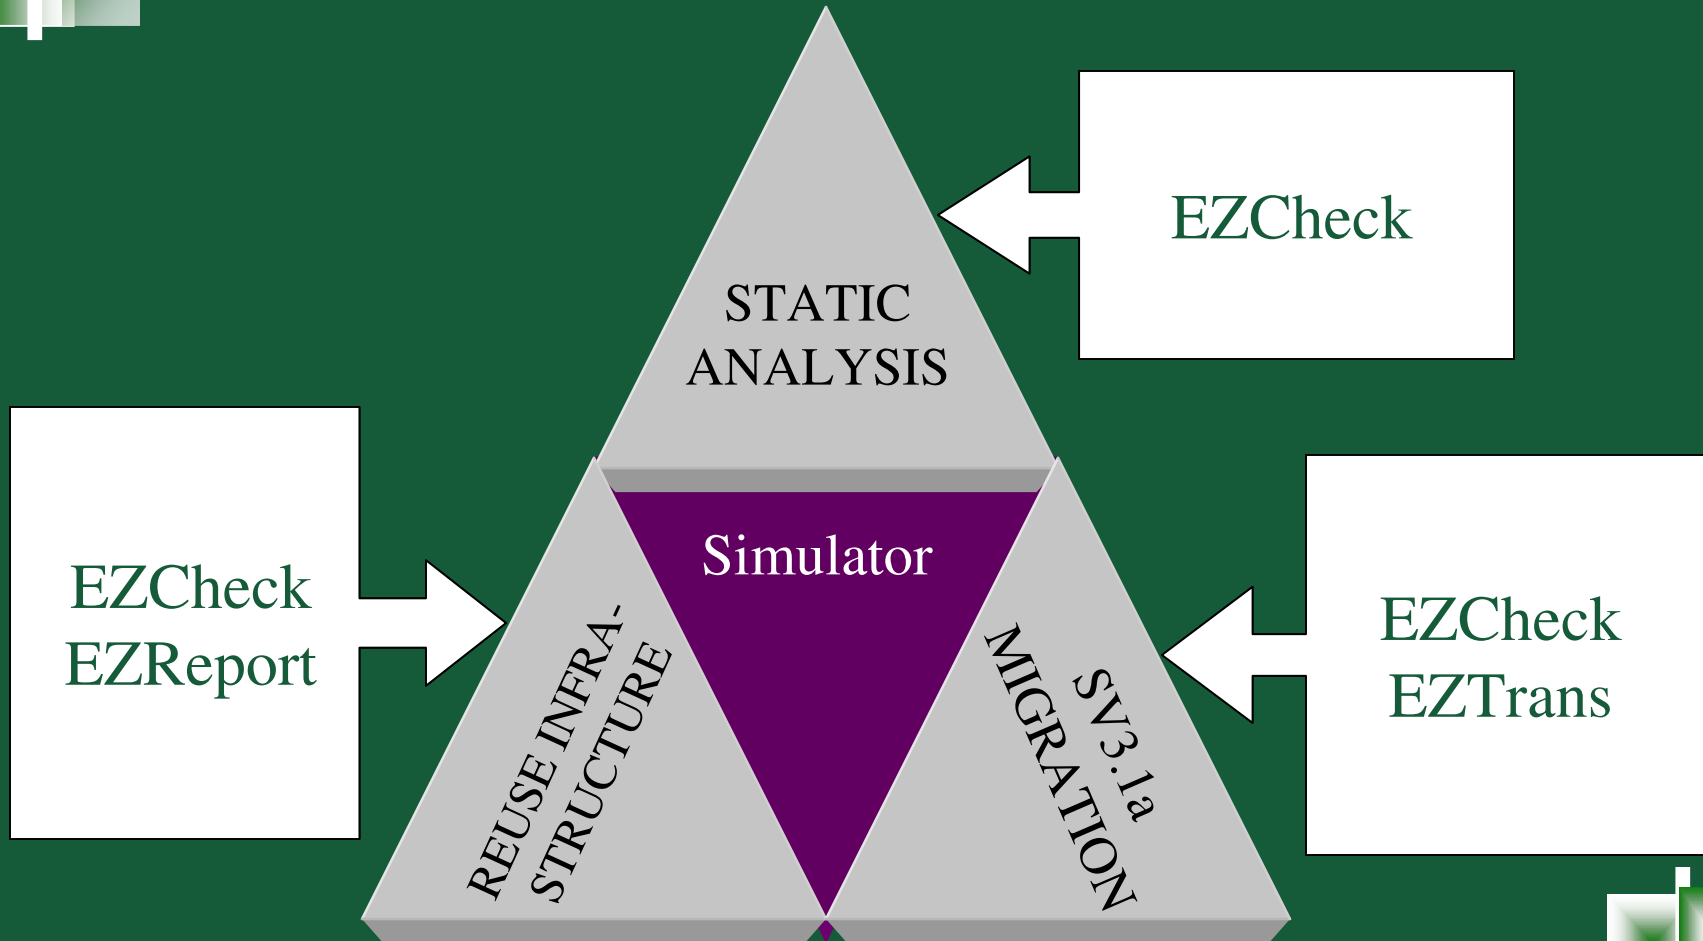 EZCheck
STATIC
ANALYSIS
EZCheck
EZReport
Simulator
REUSE INFRA-
STRUCTURE
SV3.1a
MIGRATION
EZCheck
EZTrans